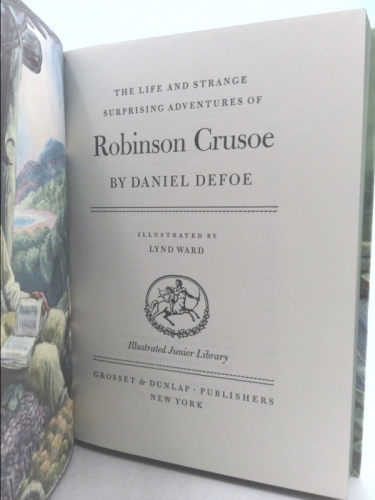 THE LIFE AND STRANGE
SURPRISING ADVENTURES OF
Robinson Crusoe
BY DANIEL DEFOE
ILLUSTRATED BY
LYND WARD
Illustrated Junior Library
GROSSET & DUNLAP · PUBLISHERS
NEW YORK